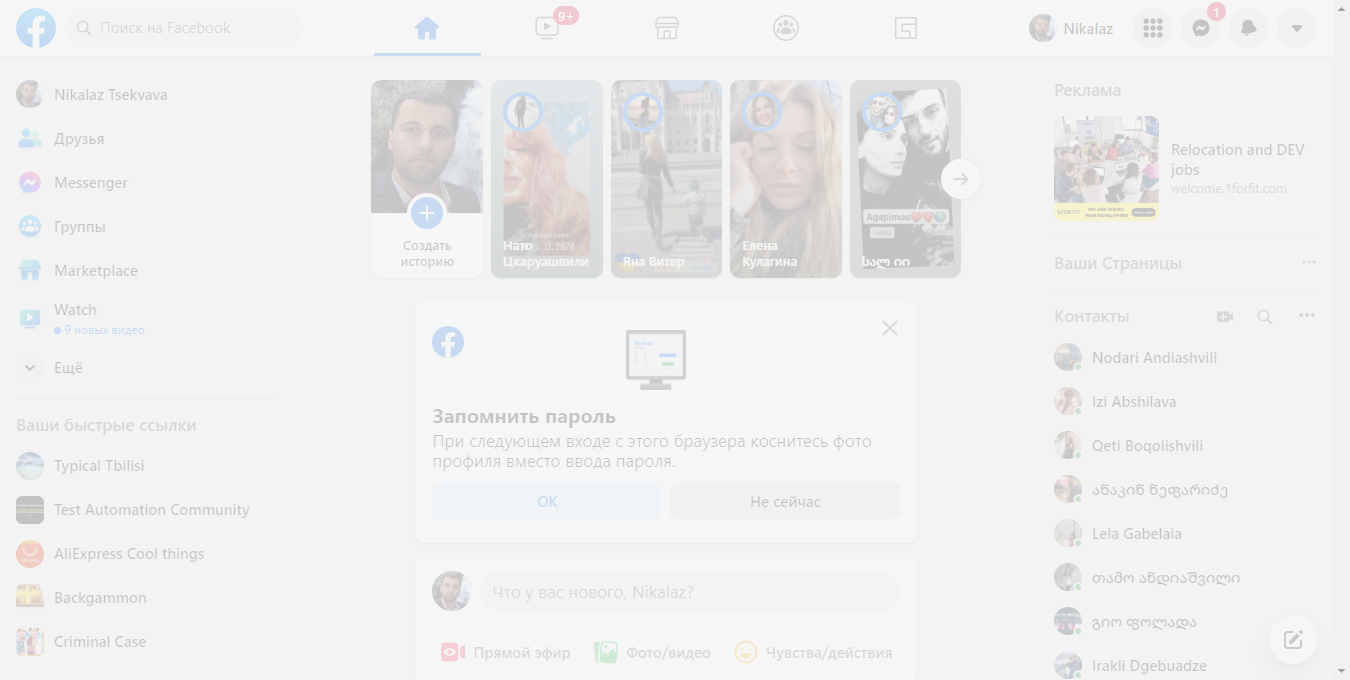 Поиск на Facebook
9+
Nikalaz
1
Nikalaz Tsekvava
Друзья
Messenger
Группы
Marketplace
Watch
9 новых видео
Ещё
Ваши быстрые ссылки
Typical Tbilisi
Test Automation Community
AliExpress Cool things
Backgammon
Criminal Case
Создать
историю
Нато
Цкаруашвили
Яна Витер
Елена
Кулагина
Agapimou
Запомнить пароль
При следующем входе с этого браузера коснитесь фото
профиля вместо ввода пароля.
ОК
Не сейчас
Что у вас нового, Nikalaz?
Прямой эфир
Фото/видео
Чувства/действия
Реклама
Relocation and DEV
jobs
welcome.1forfit.com
Ваши Страницы
Контакты
Nodari Andiashvili
Izi Abshilava
Qeti Boqolishvili
ანაკინ წეფარიძე
Lela Gabelaia
თამო ანდიაშვილი
გიო ფოლადა
Irakli Dgebuadze